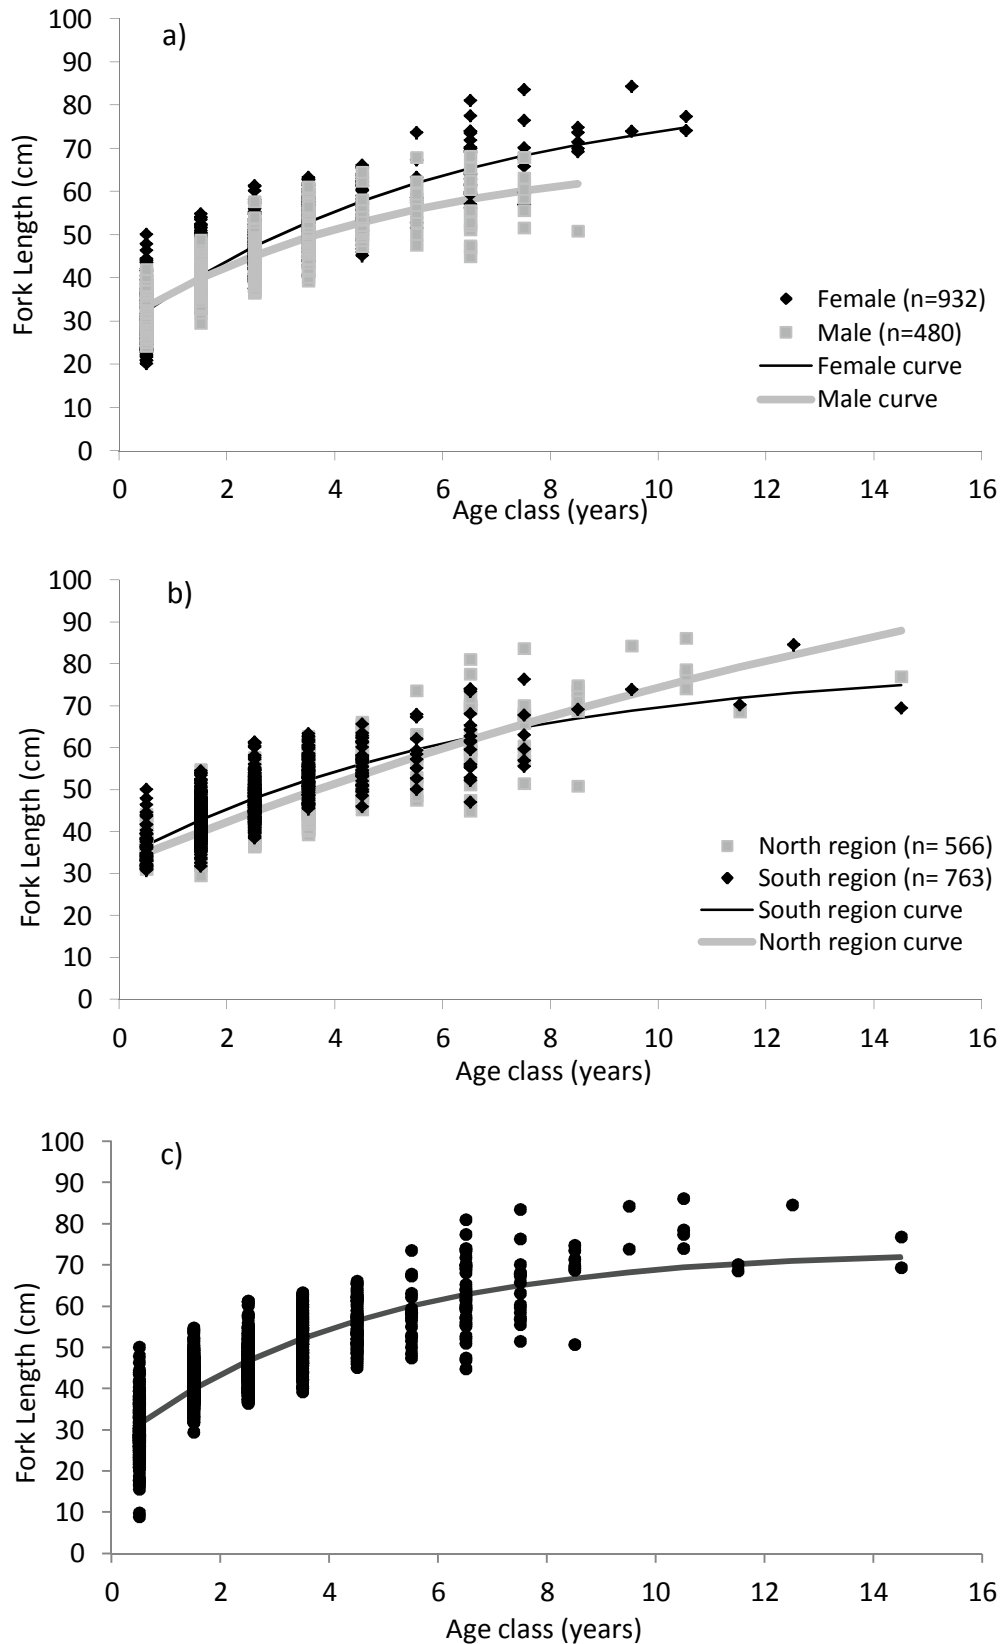 a)
100
90
80
70
60
50
40
30
20
10
0
Fork Length (cm)
Female (n=932)
Male (n=480)
Female curve
Male curve
0 2 4 6 8 10 12 14 16
Age class (years)
b)
100
90
80
70
60
50
40
30
20
10
0
Fork Length (cm)
North region (n= 566)
South region (n= 763)
South region curve
North region curve
0 2 4 6 8 10 12 14 16
Age class (years)
c)
100
90
80
70
60
50
40
30
20
10
0
Fork Length (cm)
0 2 4 6 8 10 12 14 16
Age class (years)